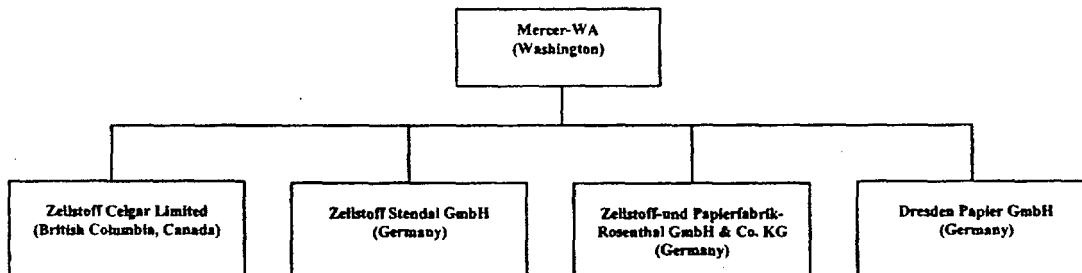 Mercer-WA
(Washington)
Zellstoff Celgar Limited
(British Columbia, Canada)
Zellstoff Stendal GmbH
(Germany)
Zellstoff-und Papierfabrik-
Rosenthal GmbH & Co. KG
(Germany)
Dresden Papier GmbH
(Germany)